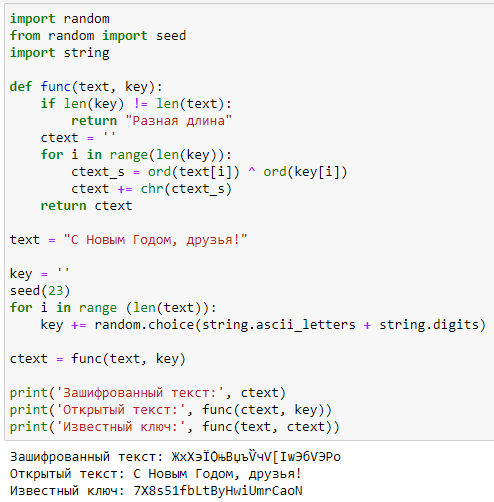 import random
from random import seed
import string
def func(text, key):
    if len(key) != len(text):
        return "Разная длина"
    ctext = ''
    for i in range(len(key)):
        ctext_s = ord(text[i]) ^ ord(key[i])
        ctext += chr(ctext_s)
    return ctext
text = "С Новым Годом, друзья!"
key = ''
seed(23)
for i in range (len(text)):
    key += random.choice(string.ascii_letters + string.digits)
ctext = func(text, key)
print('Зашифрованный текст:', ctext)
print('Открытый текст:', func(ctext, key))
print('Известный ключ:', func(text, ctext))
Зашифрованный текст: ЖxХэЇѺњBџъѶчѴ[IѡЭбѴЭРo
Открытый текст: С Новым Годом, друзья!
Известный ключ: 7X8s51fbLtByHwiUmrCaoN